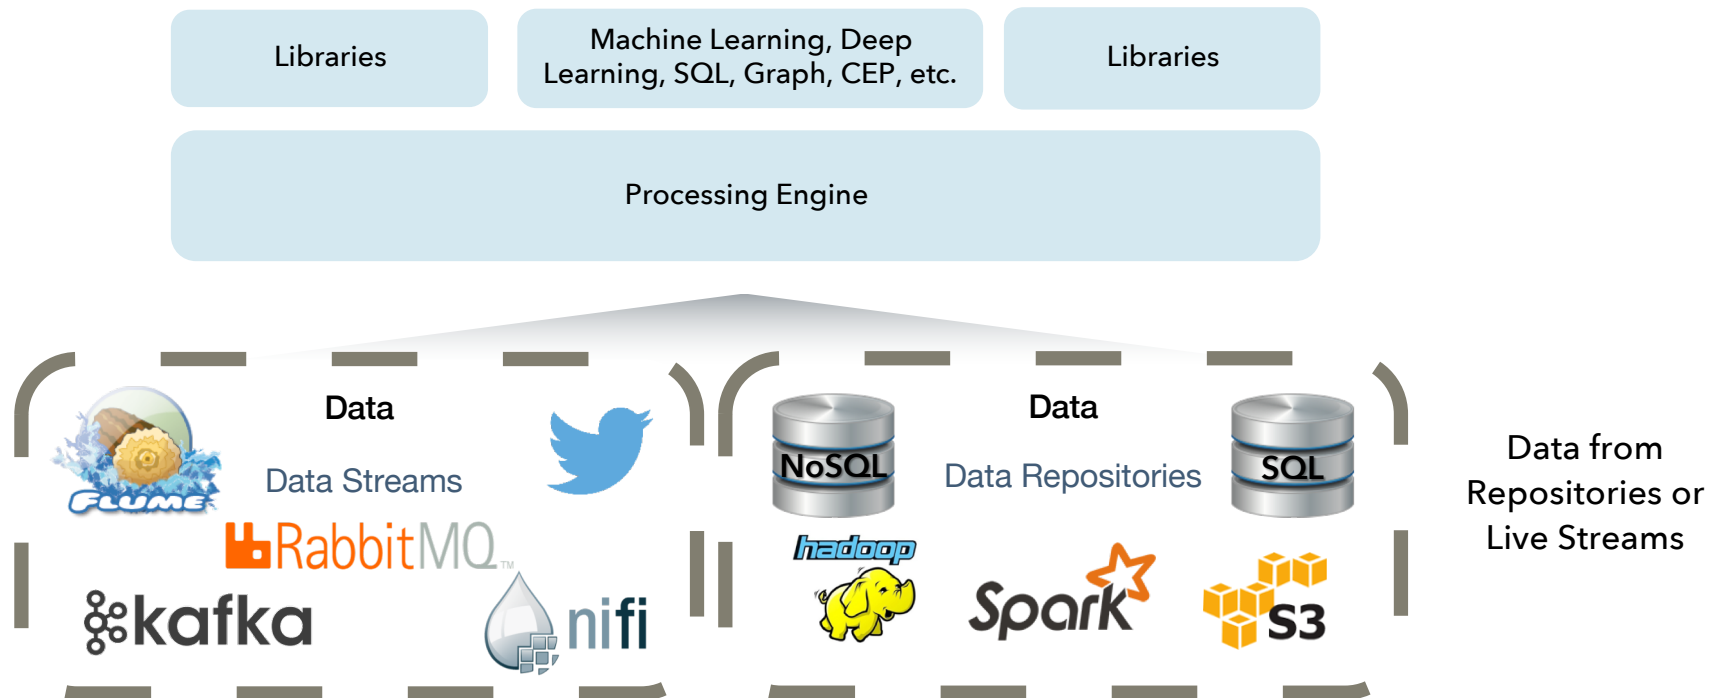 Libraries
Machine Learning, Deep
Learning, SQL, Graph, CEP, etc.
Libraries
Processing Engine
Data
Data Streams
FLUME
RabbitMQ™
kafka
nifi
Data
NoSQL
Data Repositories
SQL
hadoop
Spark
S3
Data from
Repositories or
Live Streams